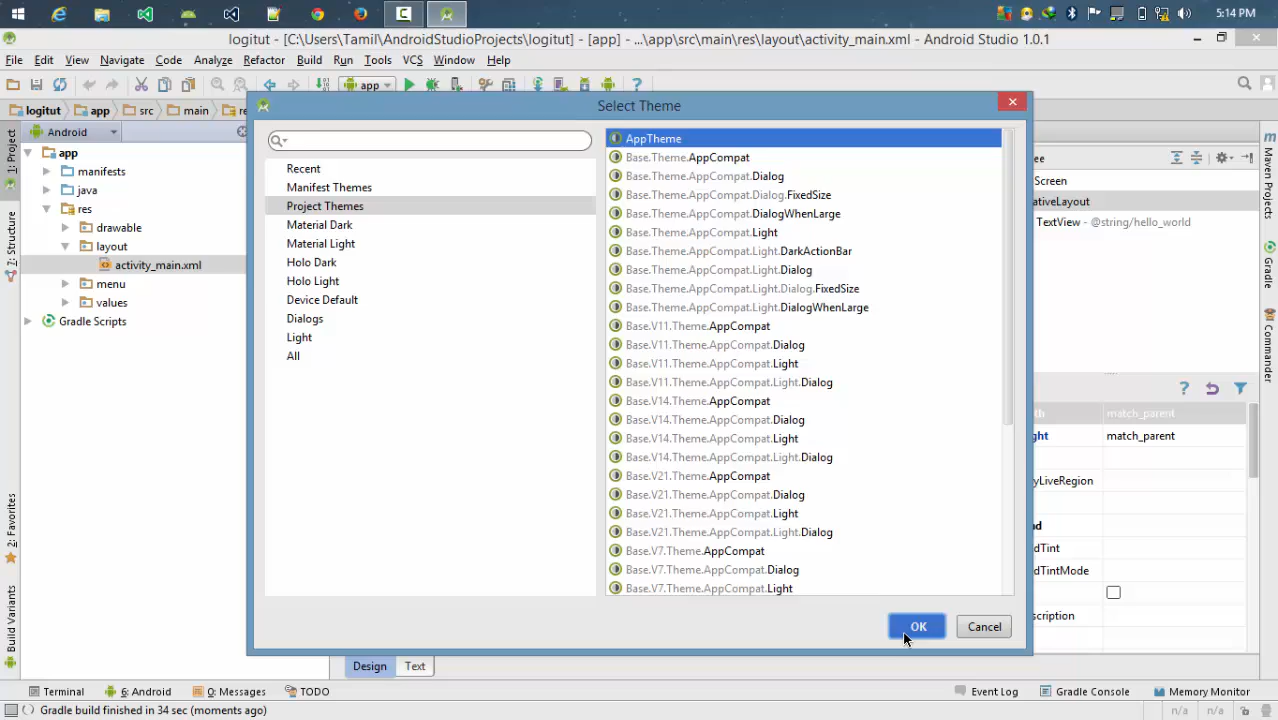 5:14 PM
logitut - [C:\Users\Tamil\AndroidStudioProjects\logitut] - [app] - ...\app\src\main\res\layout\activity_main.xml - Android Studio 1.0.1
File Edit View Navigate Code Analyze Refactor Build Run Tools VCS Window Help
app
logitut app src main re
Select Theme
Android
1: Project
7: Structure
2: Favorites
Build Variants
app
manifests
java
res
drawable
layout
activity_main.xml
menu
values
Gradle Scripts
Recent
Manifest Themes
Project Themes
Material Dark
Material Light
Holo Dark
Holo Light
Device Default
Dialogs
Light
All
AppTheme
Base.Theme.AppCompat
Base.Theme.AppCompat.Dialog
Base.Theme.AppCompat.Dialog.FixedSize
Base.Theme.AppCompat.DialogWhenLarge
Base.Theme.AppCompat.Light
Base.Theme.AppCompat.Light.DarkActionBar
Base.Theme.AppCompat.Light.Dialog
Base.Theme.AppCompat.Light.Dialog.FixedSize
Base.Theme.AppCompat.Light.DialogWhenLarge
Base.V11.Theme.AppCompat
Base.V11.Theme.AppCompat.Dialog
Base.V11.Theme.AppCompat.Light
Base.V11.Theme.AppCompat.Light.Dialog
Base.V14.Theme.AppCompat
Base.V14.Theme.AppCompat.Dialog
Base.V14.Theme.AppCompat.Light
Base.V14.Theme.AppCompat.Light.Dialog
Base.V21.Theme.AppCompat
Base.V21.Theme.AppCompat.Dialog
Base.V21.Theme.AppCompat.Light
Base.V21.Theme.AppCompat.Light.Dialog
Base.V7.Theme.AppCompat
Base.V7.Theme.AppCompat.Dialog
Base.V7.Theme.AppCompat.Light
OK Cancel
ee
Screen
ativeLayout
TextView - @string/hello_world
th match_parent
ght match_parent
yLiveRegion
nd
dTint
dTintMode
scription
Maven Projects
Gradle
Commander
Design Text
Terminal 6: Android 0: Messages TODO Event Log Gradle Console Memory Monitor
Gradle build finished in 34 sec (moments ago) n/a n/a